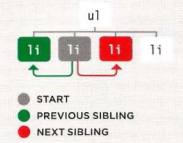 ul
li li li li
START
PREVIOUS SIBLING
NEXT SIBLING